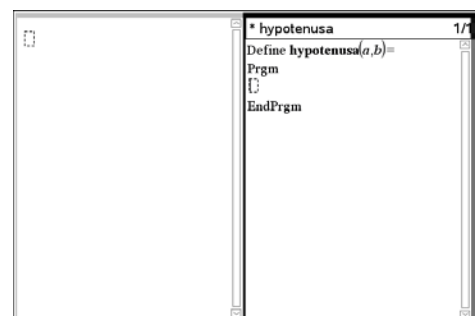 * hypotenusa 1/1
Define hypotenusa(a,b)=
Prgm
EndPrgm